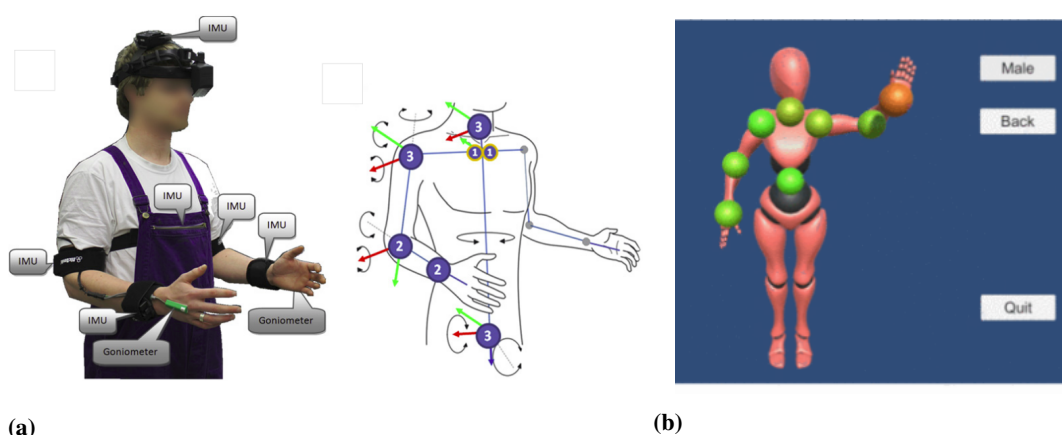 IMU
IMU
IMU
IMU
IMU
IMU
Goniometer
Goniometer
3
3
1 1
2
2
3
Male
Back
Quit
(a)
(b)